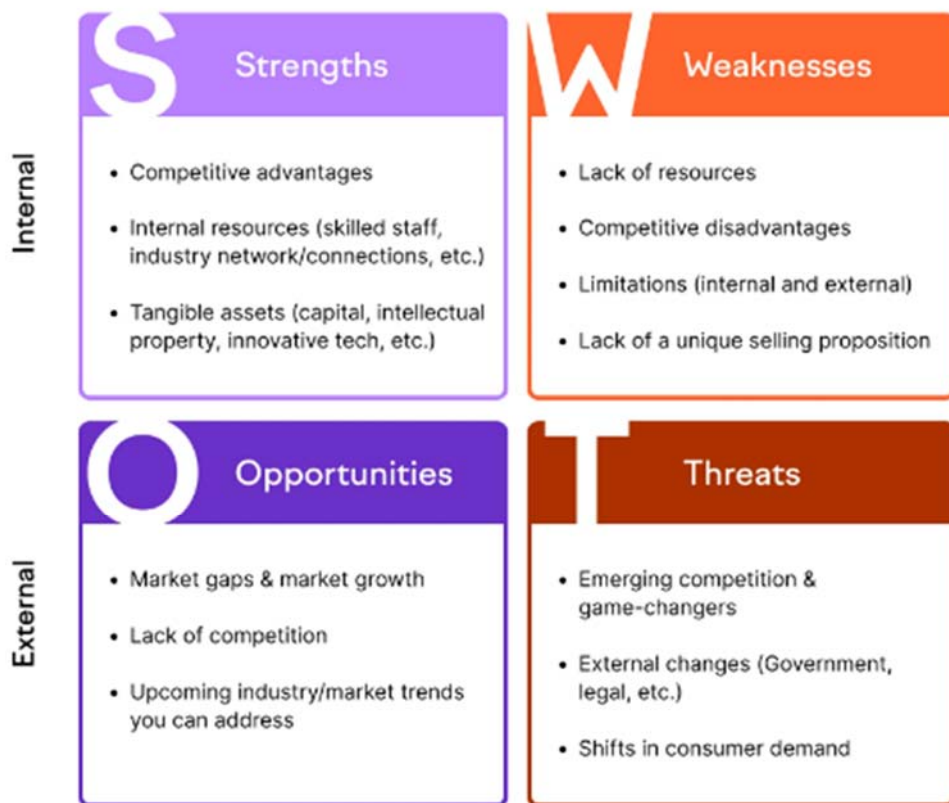 Internal
S Strengths
• Competitive advantages
• Internal resources (skilled staff,
industry network/connections, etc.)
• Tangible assets (capital, intellectual
property, innovative tech, etc.)
W Weaknesses
• Lack of resources
• Competitive disadvantages
• Limitations (internal and external)
• Lack of a unique selling proposition
External
O Opportunities
• Market gaps & market growth
• Lack of competition
• Upcoming industry/market trends
you can address
T Threats
• Emerging competition &
game-changers
• External changes (Government,
legal, etc.)
• Shifts in consumer demand